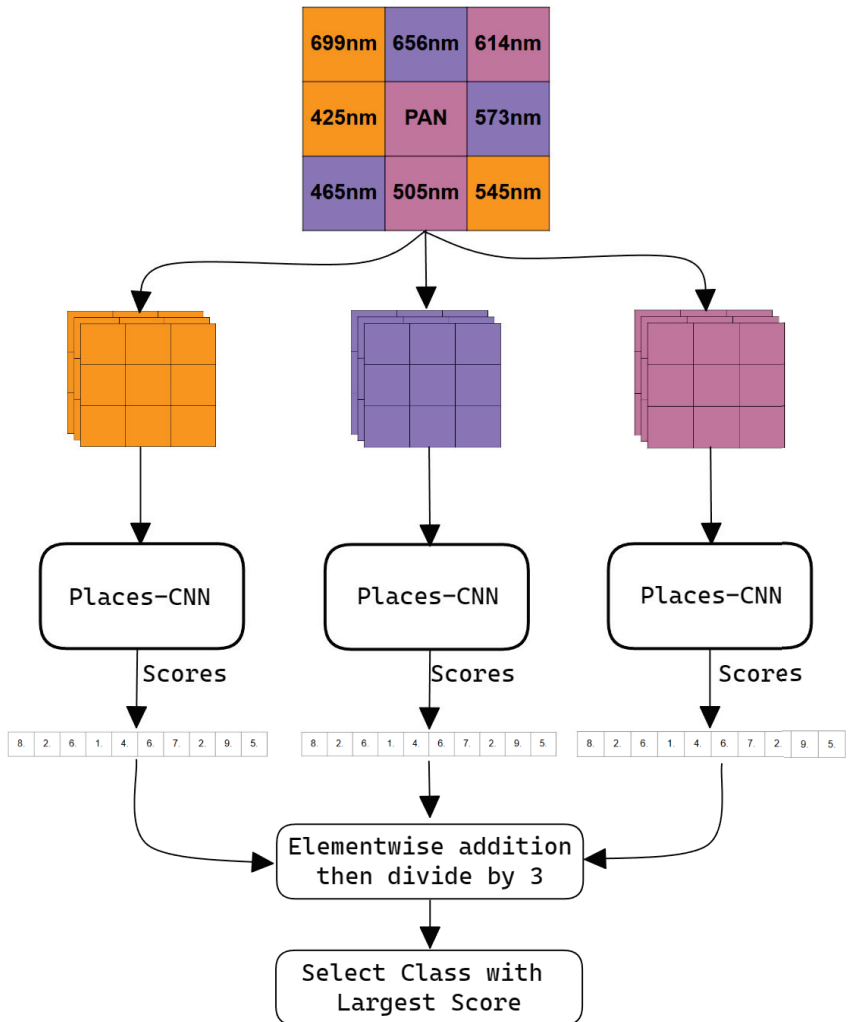 699nm 656nm 614nm
425nm PAN 573nm
465nm 505nm 545nm
Places-CNN Places-CNN Places-CNN
Scores Scores Scores
8. 2. 6. 1. 4. 6. 7. 2. 9. 5. 8. 2. 6. 1. 4. 6. 7. 2. 9. 5. 8. 2. 6. 1. 4. 6. 7. 2. 9. 5.
Elementwise addition
then divide by 3
Select Class with
Largest Score